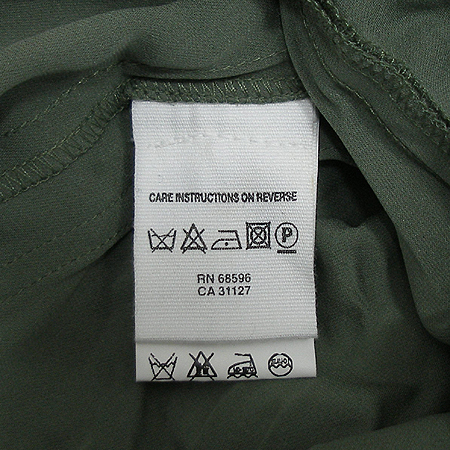 CARE INSTRUCTIONS ON REVERSE
P
RN 68596
CA 31127